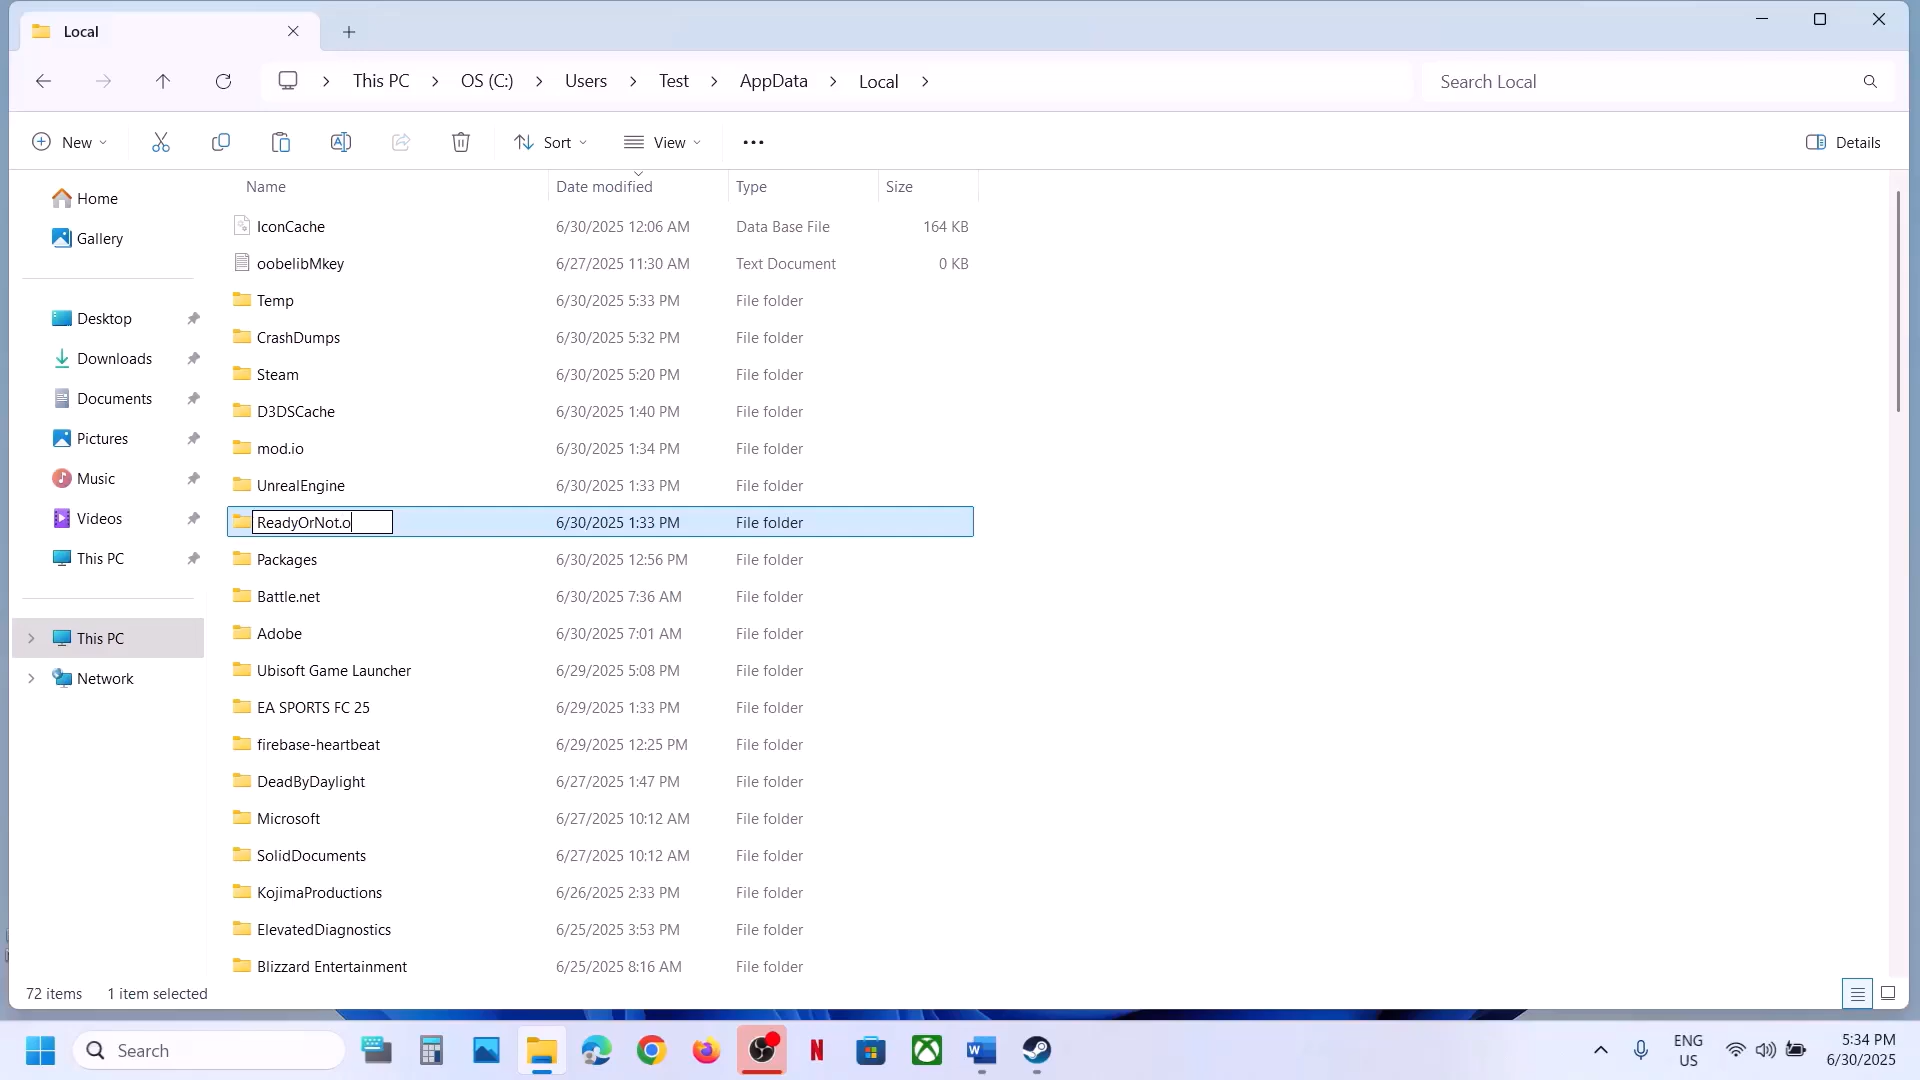 Local
This PC
OS (C:)
Users
Test
AppData
Local
Search Local
New
Sort
View
Details
Name
Date modified
Type
Size
Home
Gallery
Desktop
Downloads
Documents
Pictures
Music
Videos
This PC
This PC
Network
IconCache 6/30/2025 12:06 AM Data Base File 164 KB
oobelibMkey 6/27/2025 11:30 AM Text Document 0 KB
Temp 6/30/2025 5:33 PM File folder
CrashDumps 6/30/2025 5:32 PM File folder
Steam 6/30/2025 5:20 PM File folder
D3DSCache 6/30/2025 1:40 PM File folder
mod.io 6/30/2025 1:34 PM File folder
UnrealEngine 6/30/2025 1:33 PM File folder
ReadyOrNot.o 6/30/2025 1:33 PM File folder
Packages 6/30/2025 12:56 PM File folder
Battle.net 6/30/2025 7:36 AM File folder
Adobe 6/30/2025 7:01 AM File folder
Ubisoft Game Launcher 6/29/2025 5:08 PM File folder
EA SPORTS FC 25 6/29/2025 1:33 PM File folder
firebase-heartbeat 6/29/2025 12:25 PM File folder
DeadByDaylight 6/27/2025 1:47 PM File folder
Microsoft 6/27/2025 10:12 AM File folder
SolidDocuments 6/27/2025 10:12 AM File folder
KojimaProductions 6/26/2025 2:33 PM File folder
ElevatedDiagnostics 6/25/2025 3:53 PM File folder
Blizzard Entertainment 6/25/2025 8:16 AM File folder
72 items
1 item selected
Search
ENG
US
5:34 PM
6/30/2025